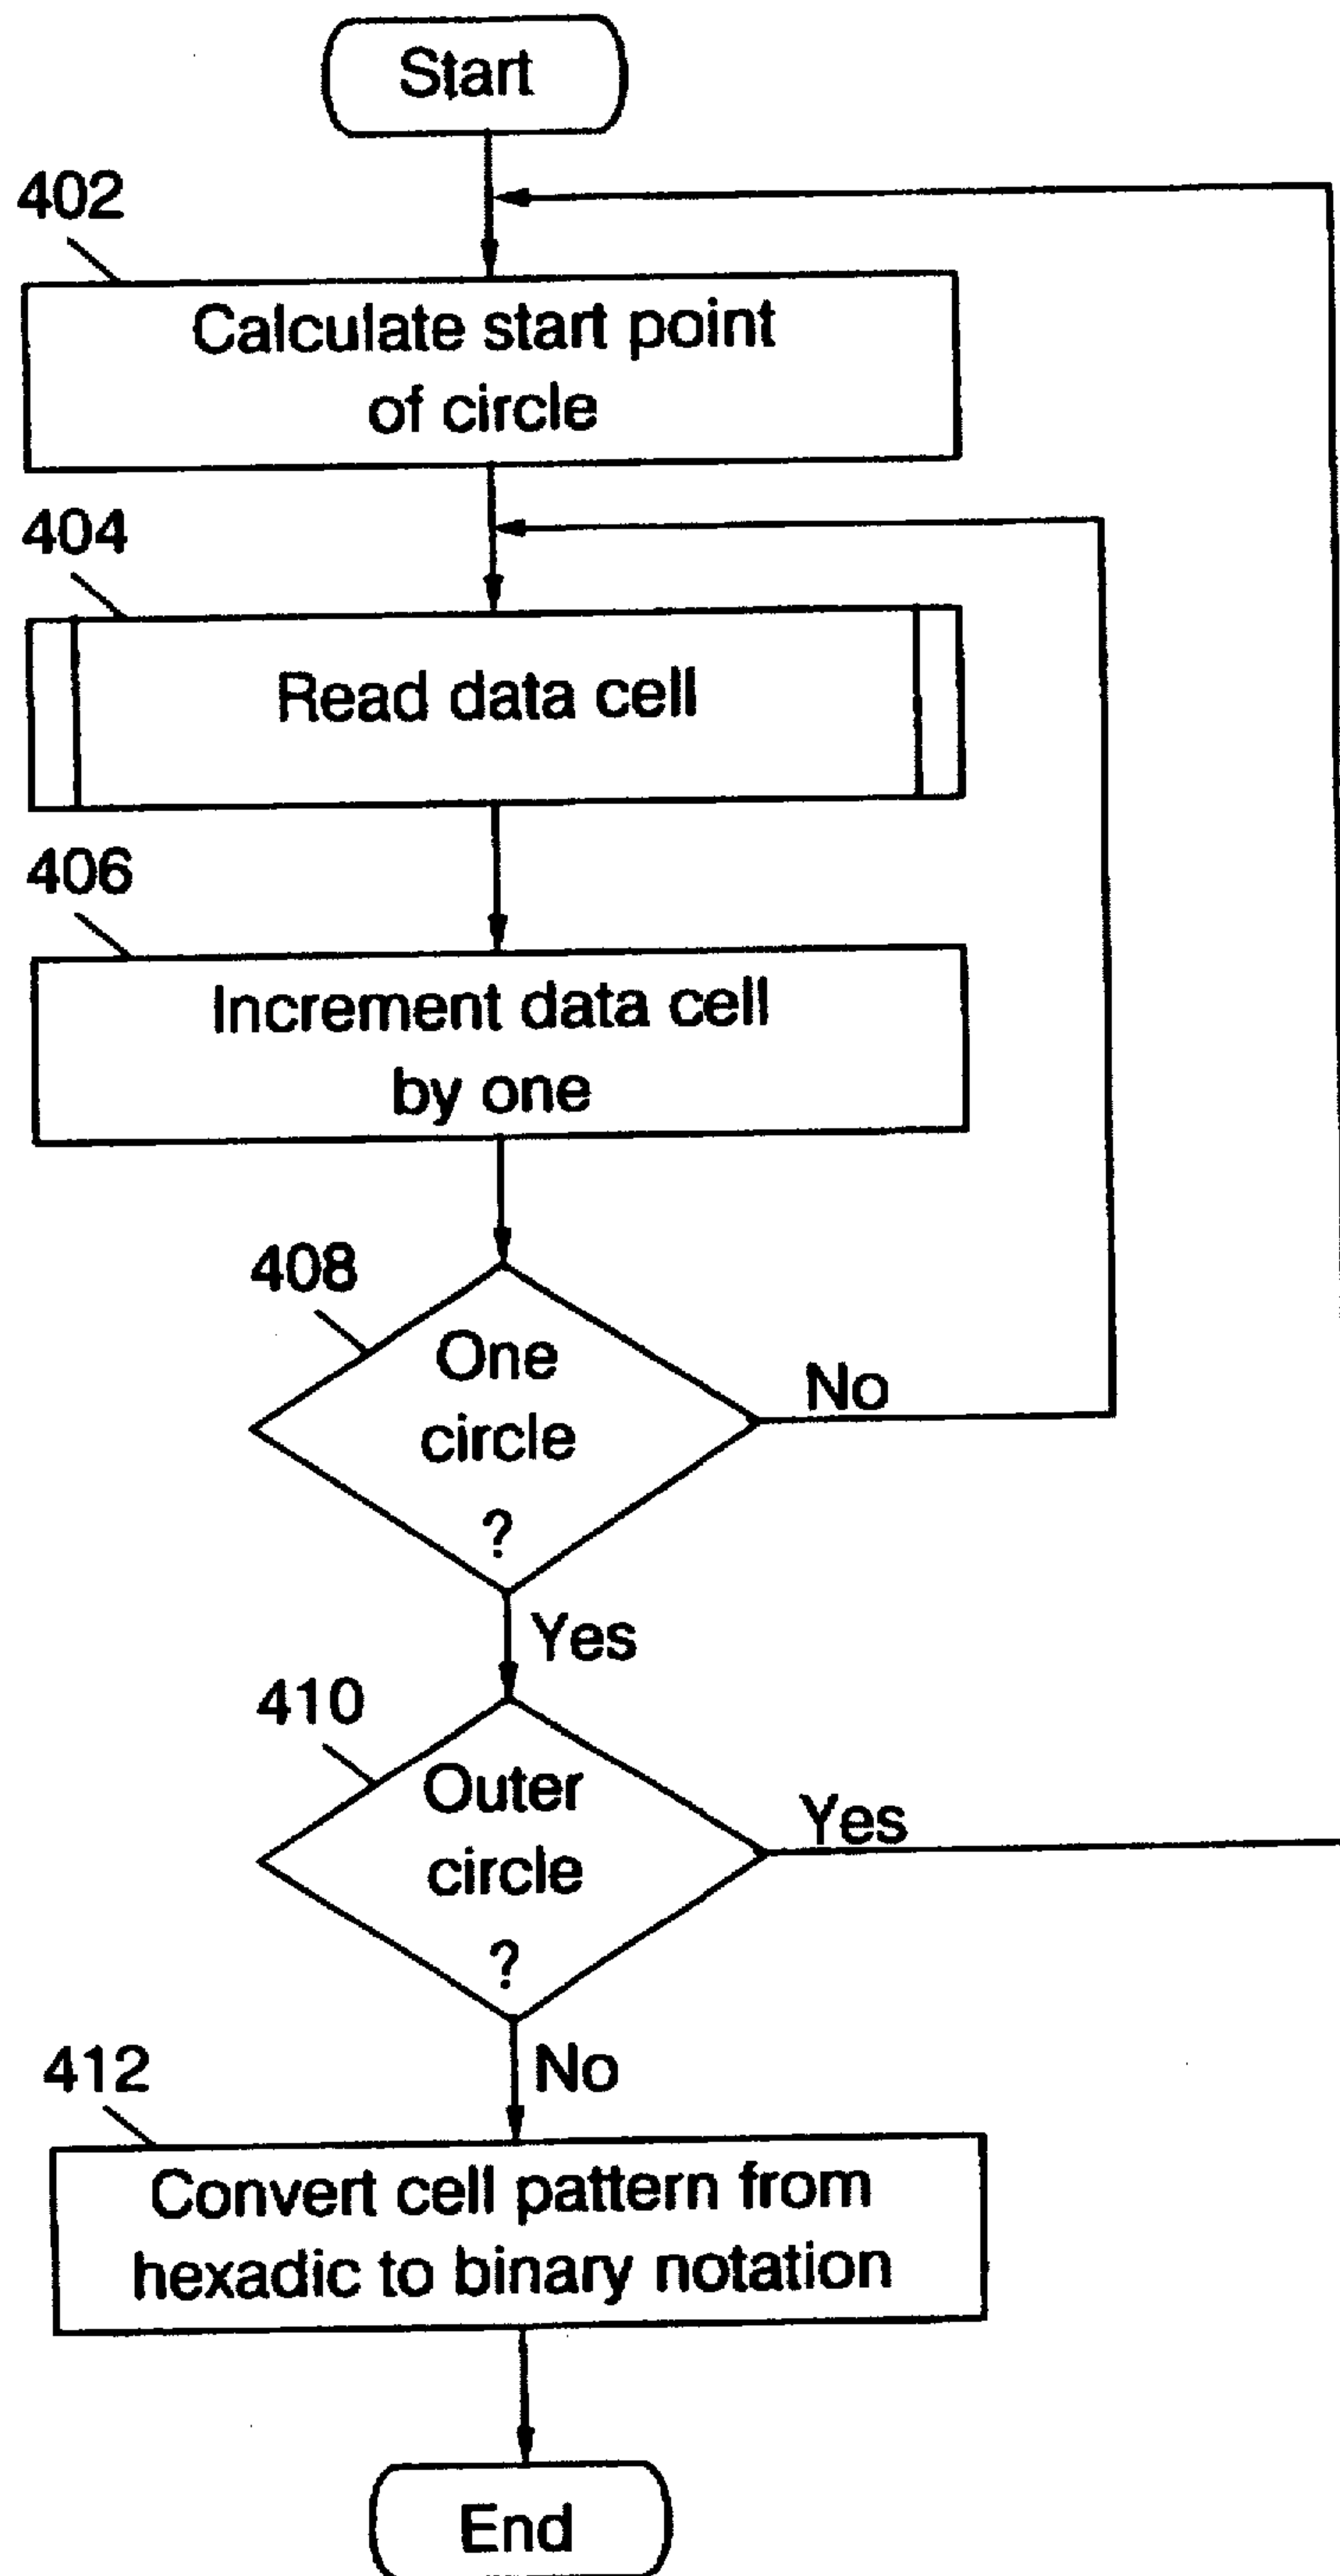 Start
402
Calculate start point
of circle
404
Read data cell
406
Increment data cell
by one
408
One
circle
?
No
Yes
410
Outer
circle
?
Yes
No
412
Convert cell pattern from
hexadic to binary notation
End